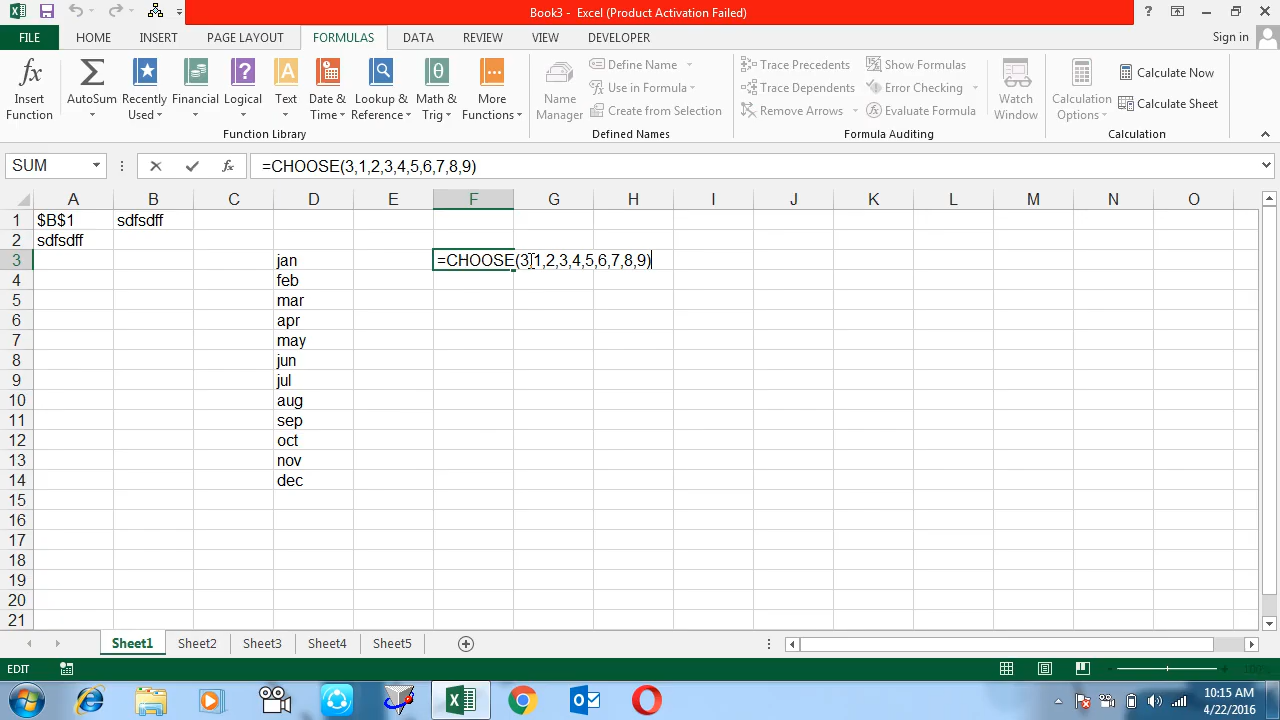 Book3 - Excel (Product Activation Failed)
FILE HOME INSERT PAGE LAYOUT FORMULAS DATA REVIEW VIEW DEVELOPER Sign in
Insert Function
AutoSum
Recently Used
Financial
Logical
Text
Date & Time
Lookup & Reference
Math & Trig
More Functions
Function Library
Name Manager
Define Name
Use in Formula
Create from Selection
Defined Names
Trace Precedents
Trace Dependents
Remove Arrows
Show Formulas
Error Checking
Evaluate Formula
Formula Auditing
Watch Window
Calculation Options
Calculate Now
Calculate Sheet
Calculation
SUM =CHOOSE(3,1,2,3,4,5,6,7,8,9)
A B C D E F G H I J K L M N O
1 $B$1 sdfsdff
2 sdfsdff
3 jan =CHOOSE(3,1,2,3,4,5,6,7,8,9)
4 feb
5 mar
6 apr
7 may
8 jun
9 jul
10 aug
11 sep
12 oct
13 nov
14 dec
15
16
17
18
19
20
21
Sheet1 Sheet2 Sheet3 Sheet4 Sheet5
EDIT 100%
10:15 AM
4/22/2016